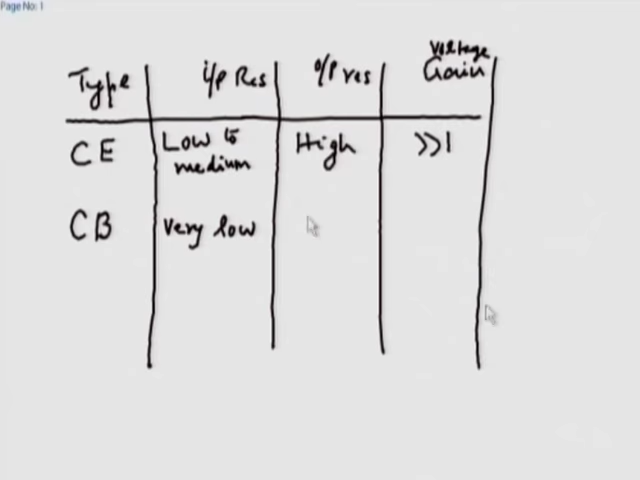 Page No: 1
Type i/p Res o/p res Voltage Gain
CE Low to medium High >>1
CB Very low